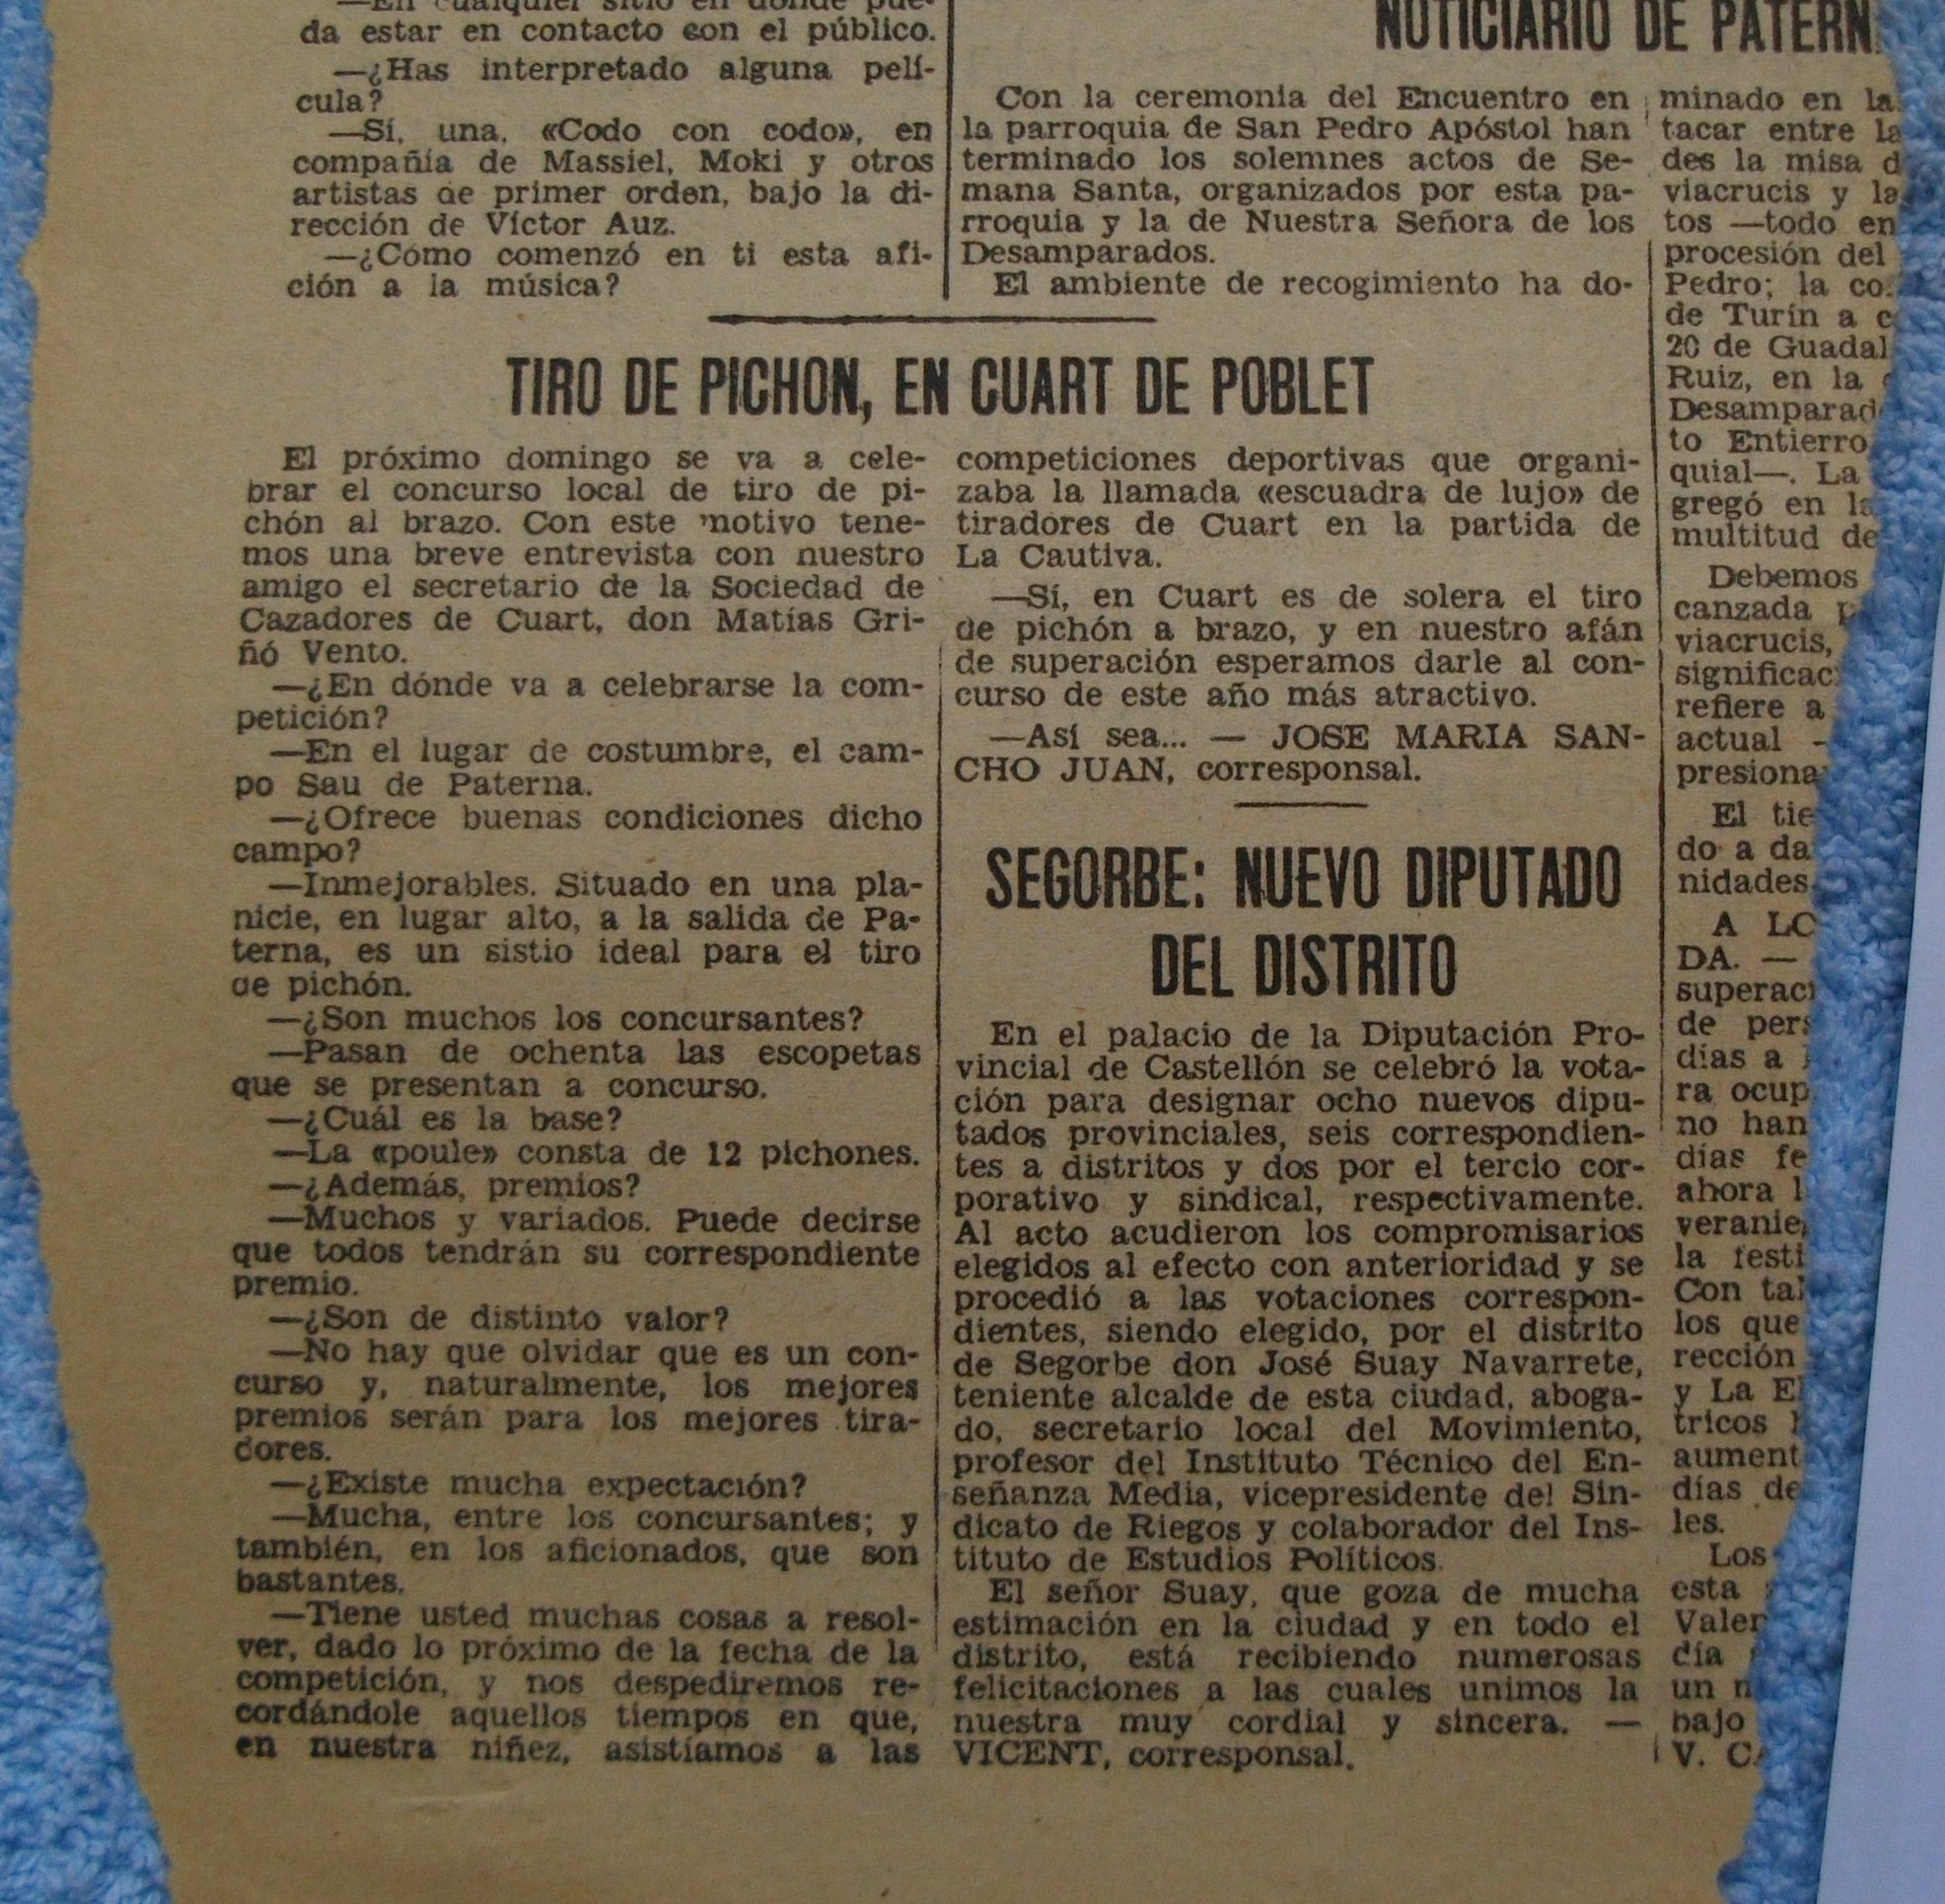 da estar en contacto con el público.
—¿Has interpretado alguna pelí-
cula?
—Sí, una, «Codo con codo», en
compañía de Massiel, Moki y otros
artistas de primer orden, bajo la di-
rección de Víctor Auz.
—¿Cómo comenzó en ti esta afi-
ción a la música?
NOTICIARIO DE PATERN
Con la ceremonia del Encuentro en
la parroquia de San Pedro Apóstol han
terminado los solemnes actos de Se-
mana Santa, organizados por esta pa-
rroquia y la de Nuestra Señora de los
Desamparados.
El ambiente de recogimiento ha do-
minado en la
tacar entre la
des la misa d
viacrucis y la
tos —todo en
procesión del
Pedro; la co
de Turín a c
20 de Guadal
Ruiz, en la
Desamparad
to Entierro
quial—. La
gregó en la
multitud de
Debemos
canzada p
viacrucis,
significac
refiere a
actual —
presiona
El tie
do a da
nidades
A LO
DA. —
superaci
de pers
días a
ra ocup
no han
días fe
ahora l
veranie
la festi
Con tal
los que
rección
y La El
tricos
aument
días de
les.
Los
esta
Valen
día
un n
bajo
V. CA
TIRO DE PICHON, EN CUART DE POBLET
El próximo domingo se va a cele-
brar el concurso local de tiro de pi-
chón al brazo. Con este motivo tene-
mos una breve entrevista con nuestro
amigo el secretario de la Sociedad de
Cazadores de Cuart, don Matías Gri-
ñó Vento.
—¿En dónde va a celebrarse la com-
petición?
—En el lugar de costumbre, el cam-
po Sau de Paterna.
—¿Ofrece buenas condiciones dicho
campo?
—Inmejorables. Situado en una pla-
nicie, en lugar alto, a la salida de Pa-
terna, es un sistio ideal para el tiro
de pichón.
—¿Son muchos los concursantes?
—Pasan de ochenta las escopetas
que se presentan a concurso.
—¿Cuál es la base?
—La «poule» consta de 12 pichones.
—¿Además, premios?
—Muchos y variados. Puede decirse
que todos tendrán su correspondiente
premio.
—¿Son de distinto valor?
—No hay que olvidar que es un con-
curso y, naturalmente, los mejores
premios serán para los mejores tira-
dores.
—¿Existe mucha expectación?
—Mucha, entre los concursantes; y
también, en los aficionados, que son
bastantes.
—Tiene usted muchas cosas a resol-
ver, dado lo próximo de la fecha de la
competición, y nos despediremos re-
cordándole aquellos tiempos en que,
en nuestra niñez, asistíamos a las
competiciones deportivas que organi-
zaba la llamada «escuadra de lujo» de
tiradores de Cuart en la partida de
La Cautiva.
—Sí, en Cuart es de solera el tiro
de pichón a brazo, y en nuestro afán
de superación esperamos darle al con-
curso de este año más atractivo.
—Así sea... — JOSE MARIA SAN-
CHO JUAN, corresponsal.
SEGORBE: NUEVO DIPUTADO
DEL DISTRITO
En el palacio de la Diputación Pro-
vincial de Castellón se celebró la vota-
ción para designar ocho nuevos dipu-
tados provinciales, seis correspondien-
tes a distritos y dos por el tercio cor-
porativo y sindical, respectivamente.
Al acto acudieron los compromisarios
elegidos al efecto con anterioridad y se
procedió a las votaciones correspon-
dientes, siendo elegido, por el distrito
de Segorbe don José Suay Navarrete,
teniente alcalde de esta ciudad, aboga-
do, secretario local del Movimiento,
profesor del Instituto Técnico del En-
señanza Media, vicepresidente del Sin-
dicato de Riegos y colaborador del Ins-
tituto de Estudios Políticos.
El señor Suay, que goza de mucha
estimación en la ciudad y en todo el
distrito, está recibiendo numerosas
felicitaciones a las cuales unimos la
nuestra muy cordial y sincera. —
VICENT, corresponsal.